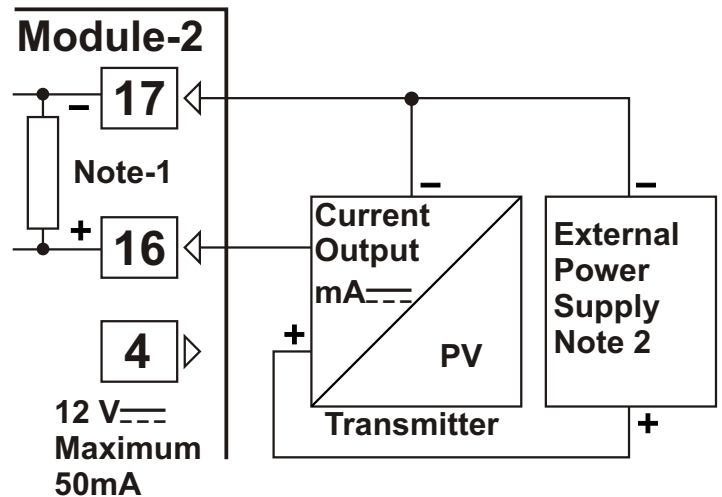 Module-2
17
−
Note-1
+
16
4
12 V
Maximum
50mA
−
Current
Output
mA
+
PV
Transmitter
−
External
Power
Supply
Note 2
+